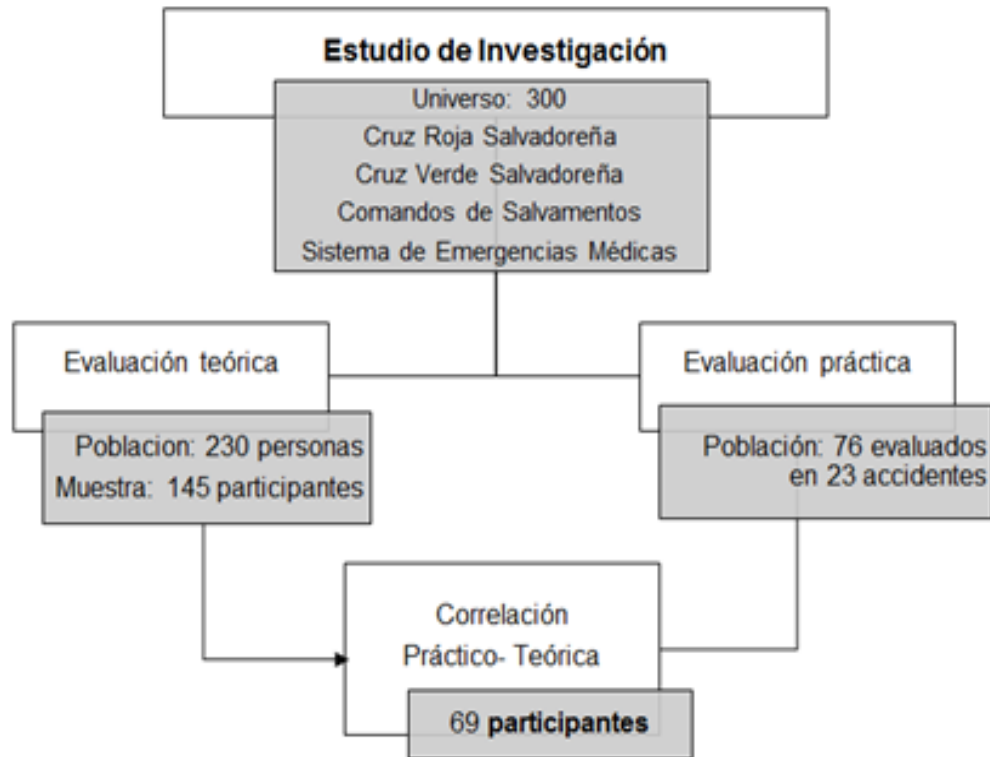 Estudio de Investigación
Universo: 300
Cruz Roja Salvadoreña
Cruz Verde Salvadoreña
Comandos de Salvamentos
Sistema de Emergencias Médicas
Evaluación teórica
Poblacion: 230 personas
Muestra: 145 participantes
Evaluación práctica
Población: 76 evaluados
en 23 accidentes
Correlación
Práctico- Teórica
69 participantes